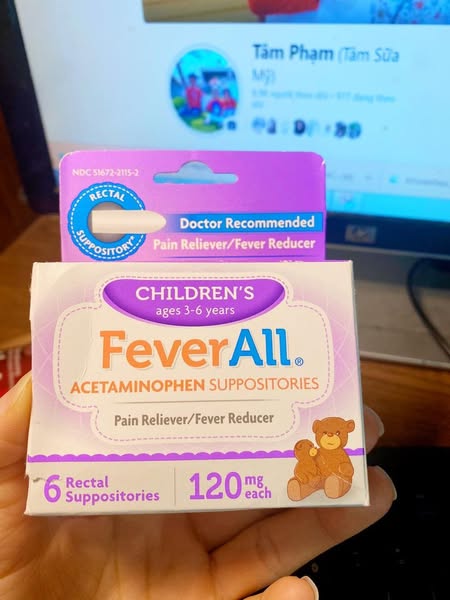 Tâm Phạm (Tâm Sữa
Mỹ)
NDC 51672-2115-2
RECTAL
SUPPOSITORY*
Doctor Recommended
Pain Reliever/Fever Reducer
CHILDREN'S
ages 3-6 years
FeverAll®
ACETAMINOPHEN SUPPOSITORIES
Pain Reliever/Fever Reducer
6 Rectal
Suppositories
120 mg
each
hp